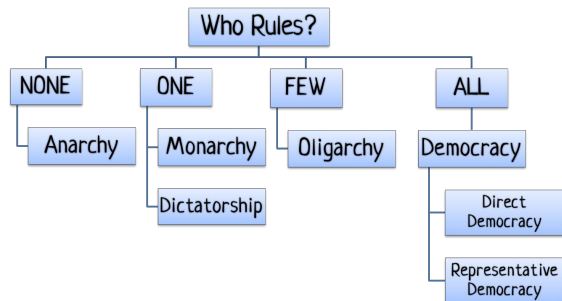 Who Rules?
NONE
ONE
FEW
ALL
Anarchy
Monarchy
Oligarchy
Democracy
Dictatorship
Direct
Democracy
Representative
Democracy